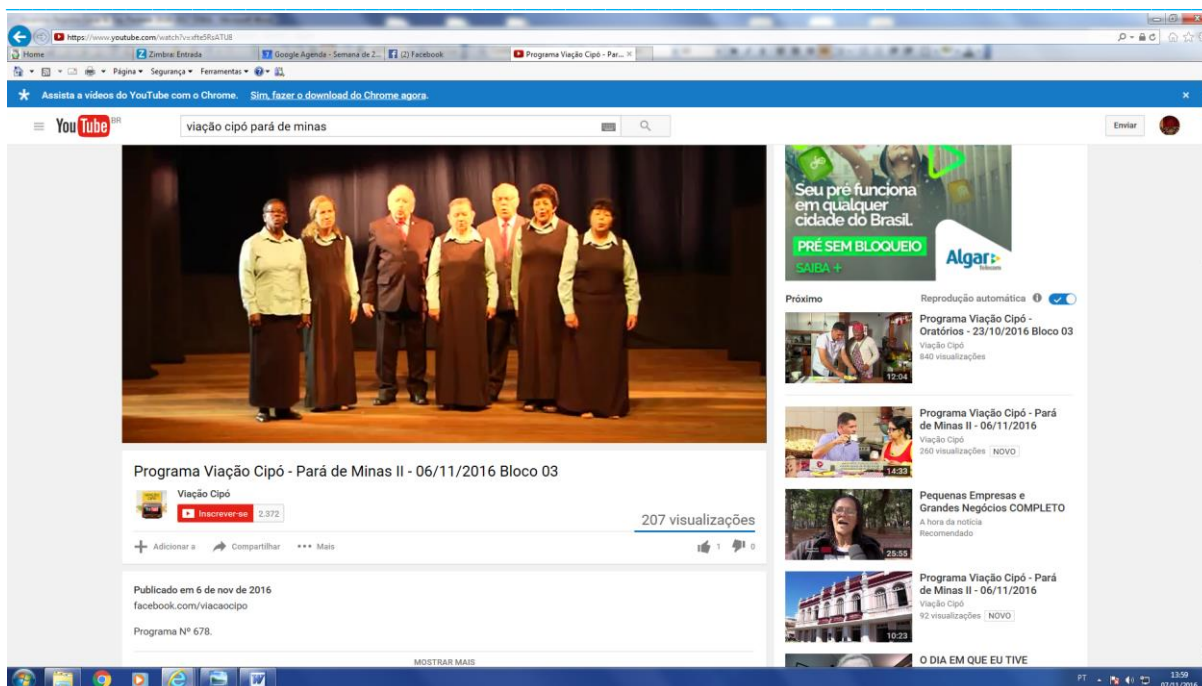 https://www.youtube.com/watch?v=xfte5RsATU8
Home
Zimbra: Entrada
Google Agenda - Semana de 2...
(2) Facebook
Programa Viação Cipó - Par...
Página
Segurança
Ferramentas
Assista a vídeos do YouTube com o Chrome. Sim, fazer o download do Chrome agora.
YouTube BR
viação cipó pará de minas
Enviar
Seu pré funciona
em qualquer
cidade do Brasil.
PRÉ SEM BLOQUEIO
SAIBA +
Algar
Telecom
Próximo
Reprodução automática
Programa Viação Cipó -
Oratórios - 23/10/2016 Bloco 03
Viação Cipó
840 visualizações
12:04
Programa Viação Cipó - Pará
de Minas II - 06/11/2016
Viação Cipó
260 visualizações NOVO
14:33
Pequenas Empresas e
Grandes Negócios COMPLETO
A hora da notícia
Recomendado
25:55
Programa Viação Cipó - Pará
de Minas II - 06/11/2016
Viação Cipó
92 visualizações NOVO
10:23
O DIA EM QUE EU TIVE
Programa Viação Cipó - Pará de Minas II - 06/11/2016 Bloco 03
Viação Cipó
Inscrever-se 2.372
207 visualizações
Adicionar a
Compartilhar
Mais
1
0
Publicado em 6 de nov de 2016
facebook.com/viacaocipo
Programa Nº 678.
MOSTRAR MAIS
PT
13:59
07/11/2016